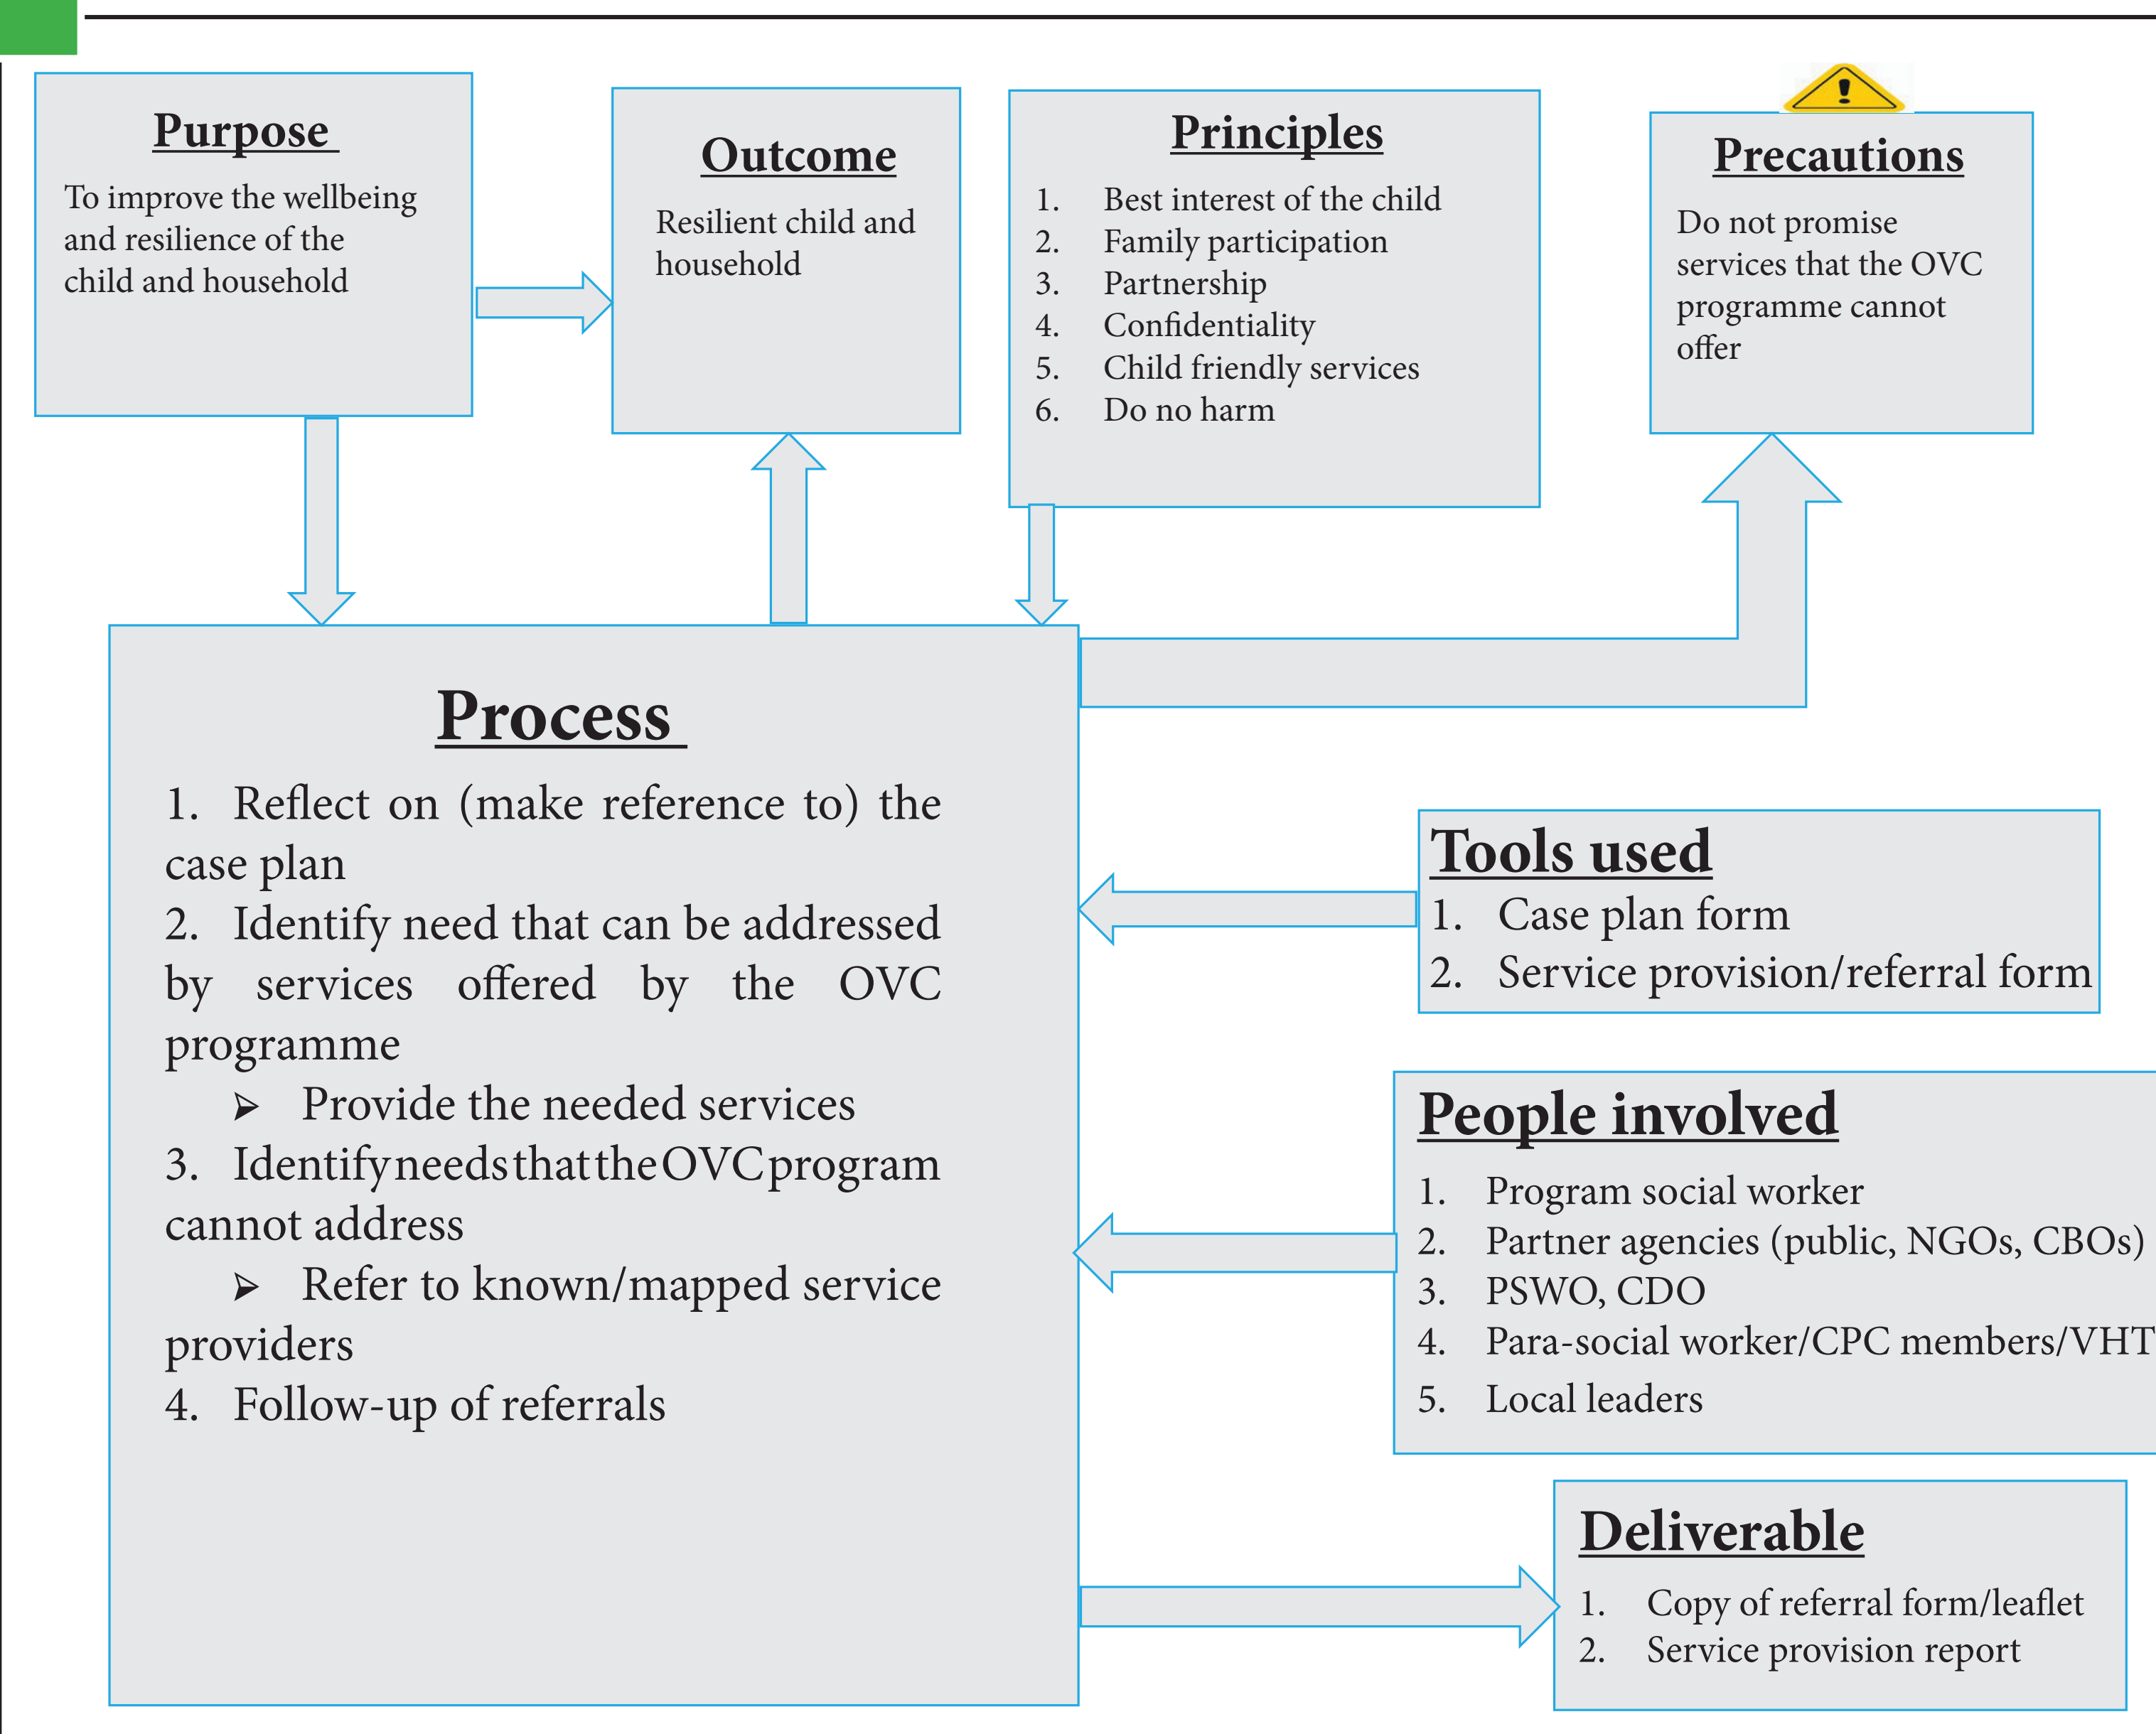 Purpose
To improve the wellbeing
and resilience of the
child and household
Outcome
Resilient child and
household
Principles
1. Best interest of the child
2. Family participation
3. Partnership
4. Confidentiality
5. Child friendly services
6. Do no harm
Precautions
Do not promise
services that the OVC
programme cannot
offer
Process
1. Reflect on (make reference to) the
case plan
2. Identify need that can be addressed
by services offered by the OVC
programme
➢ Provide the needed services
3. Identify needs that the OVC program
cannot address
➢ Refer to known/mapped service
providers
4. Follow-up of referrals
Tools used
1. Case plan form
2. Service provision/referral form
People involved
1. Program social worker
2. Partner agencies (public, NGOs, CBOs)
3. PSWO, CDO
4. Para-social worker/CPC members/VHT
5. Local leaders
Deliverable
1. Copy of referral form/leaflet
2. Service provision report